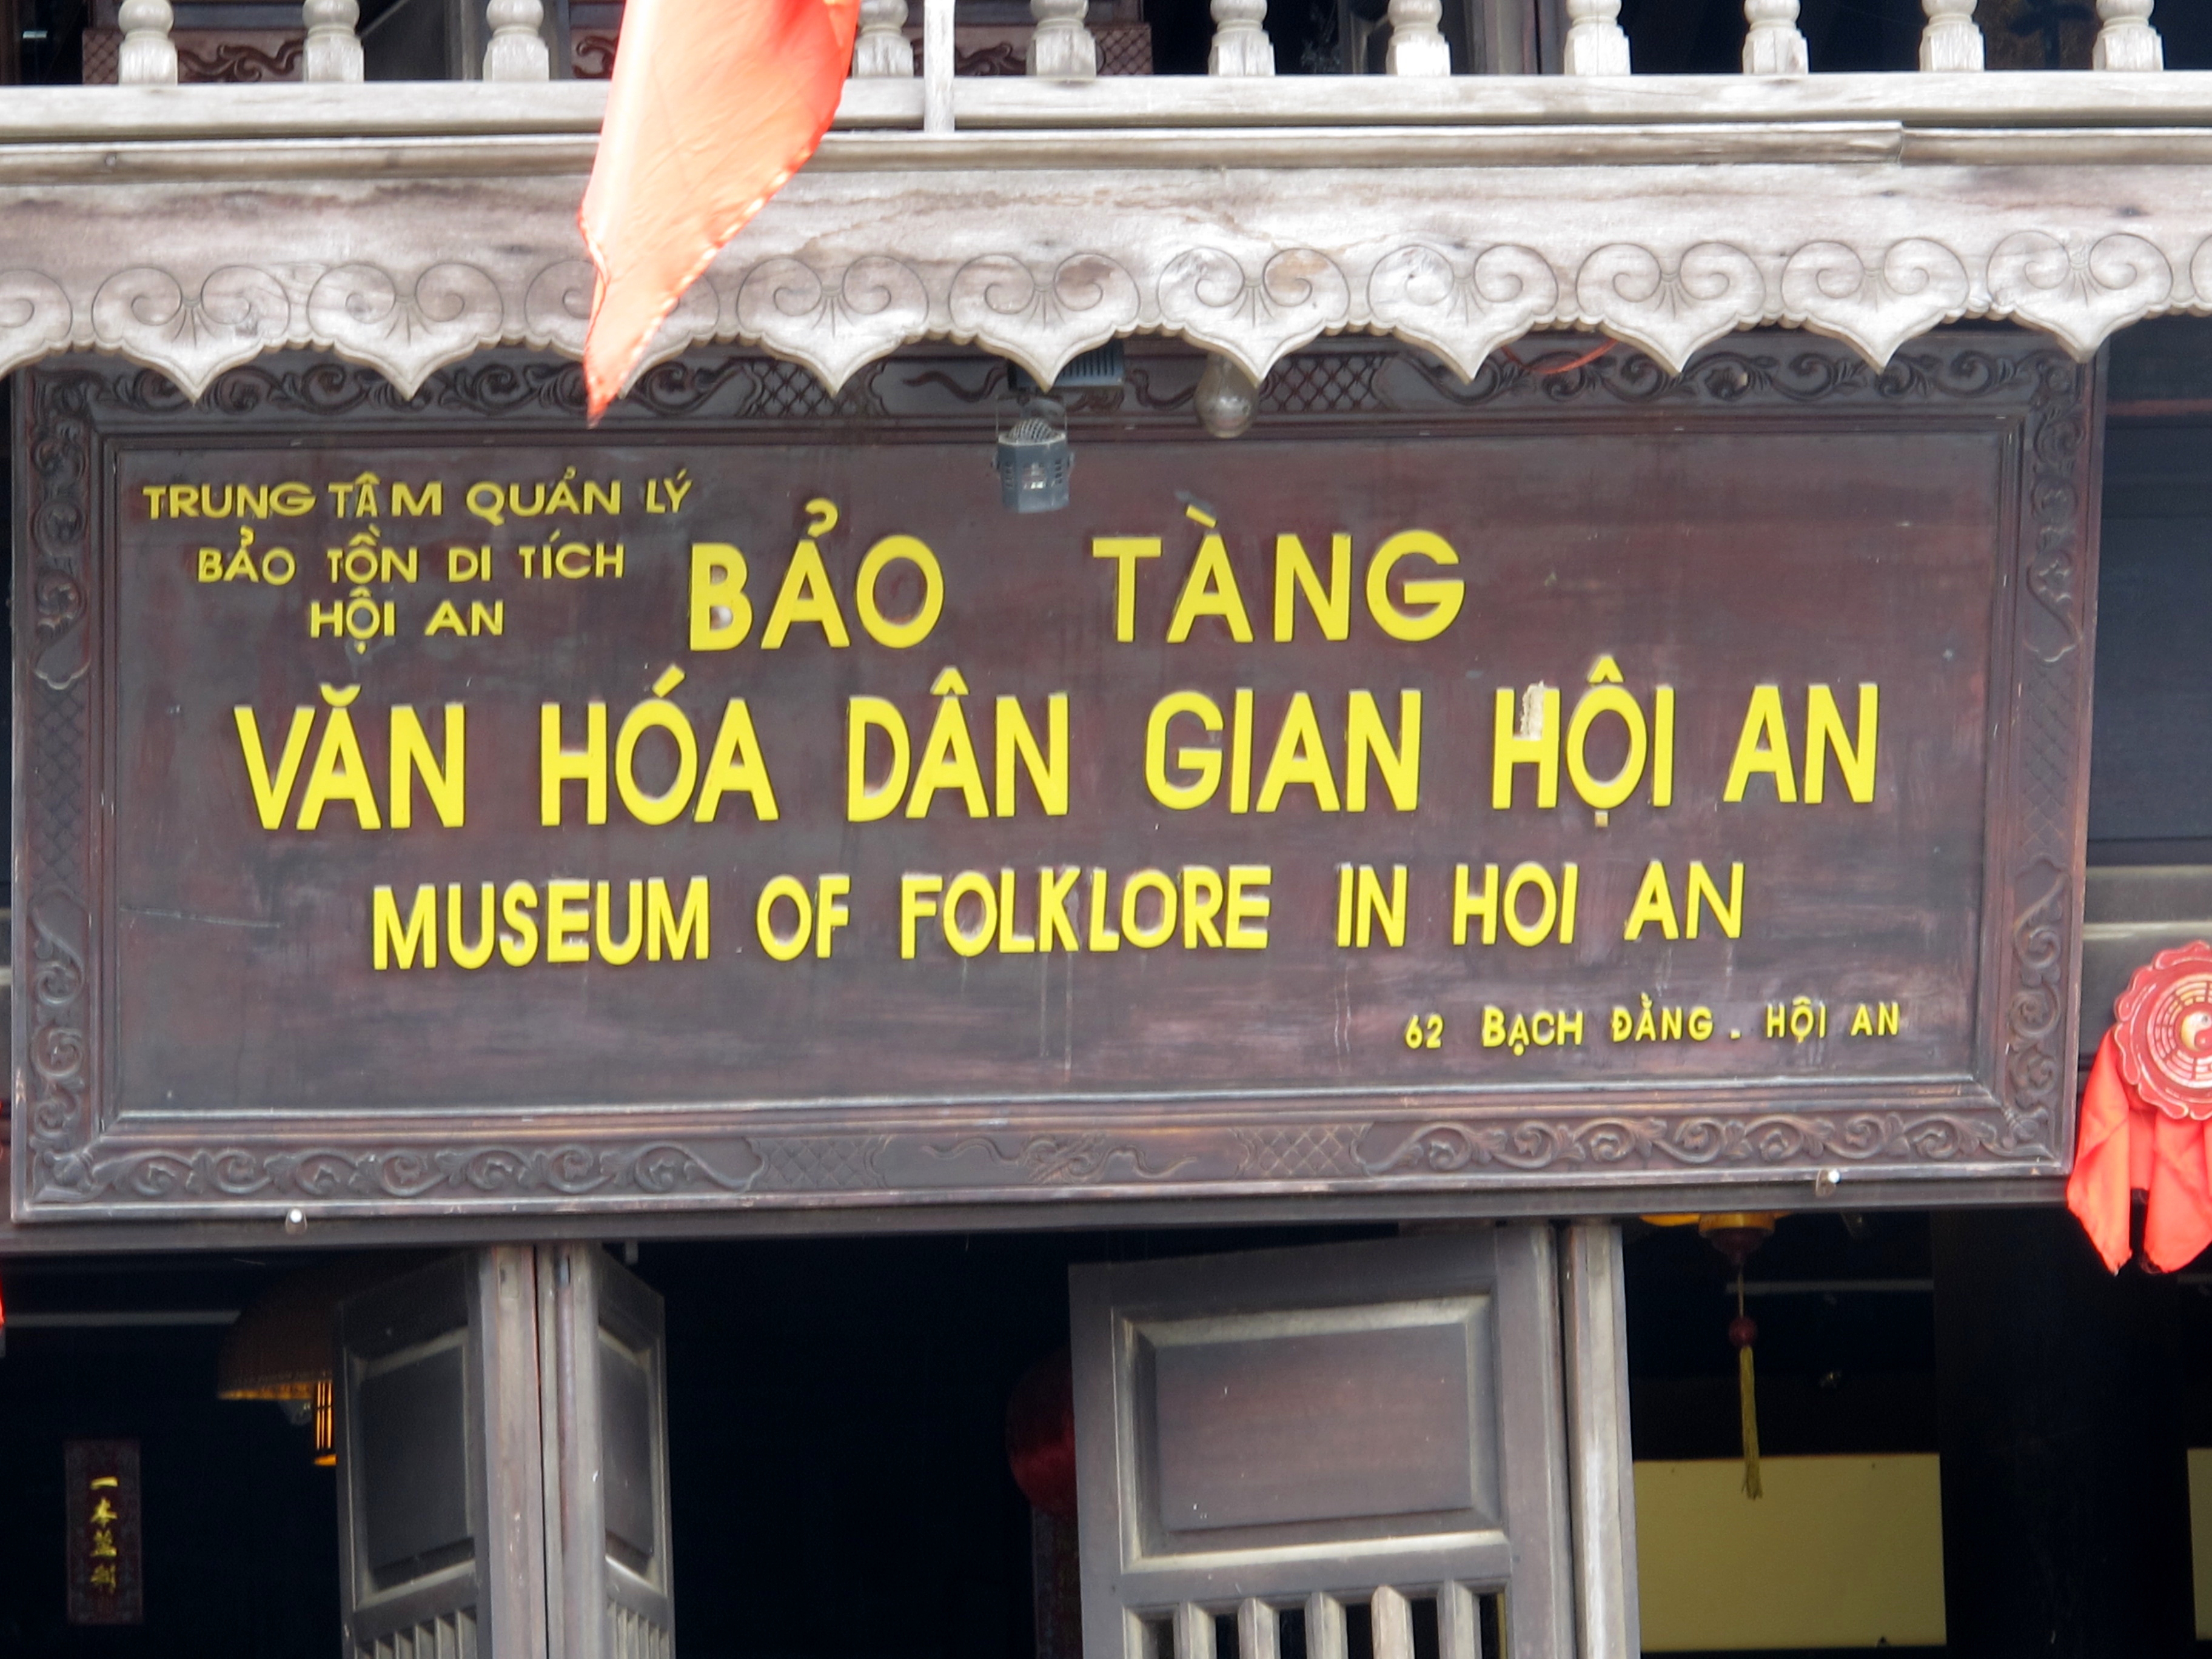 TRUNG TÂM QUẢN LÝ
BẢO TỒN DI TÍCH
HỘI AN
BẢO TÀNG
VĂN HÓA DÂN GIAN HỘI AN
MUSEUM OF FOLKLORE IN HOI AN
62 BẠCH ĐẰNG . HỘI AN